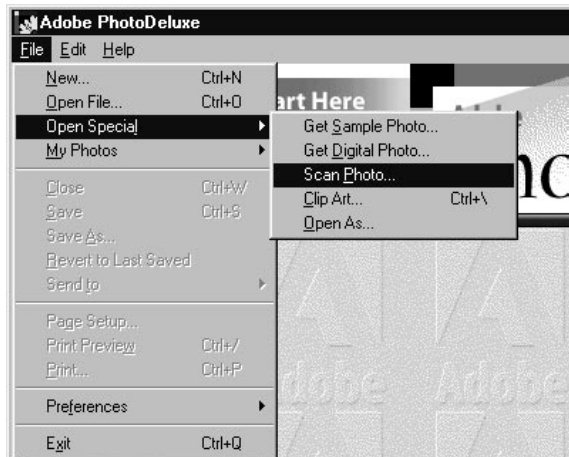 Adobe PhotoDeluxe
File Edit Help
New... Ctrl+N
Open File... Ctrl+O
Open Special
My Photos
Close Ctrl+W
Save Ctrl+S
Save As...
Revert to Last Saved
Send to
Page Setup...
Print Preview Ctrl+/
Print... Ctrl+P
Preferences
Exit Ctrl+Q
art Here
Get Sample Photo...
Get Digital Photo...
Scan Photo...
Clip Art... Ctrl+\
Open As...
Adobe Adobe